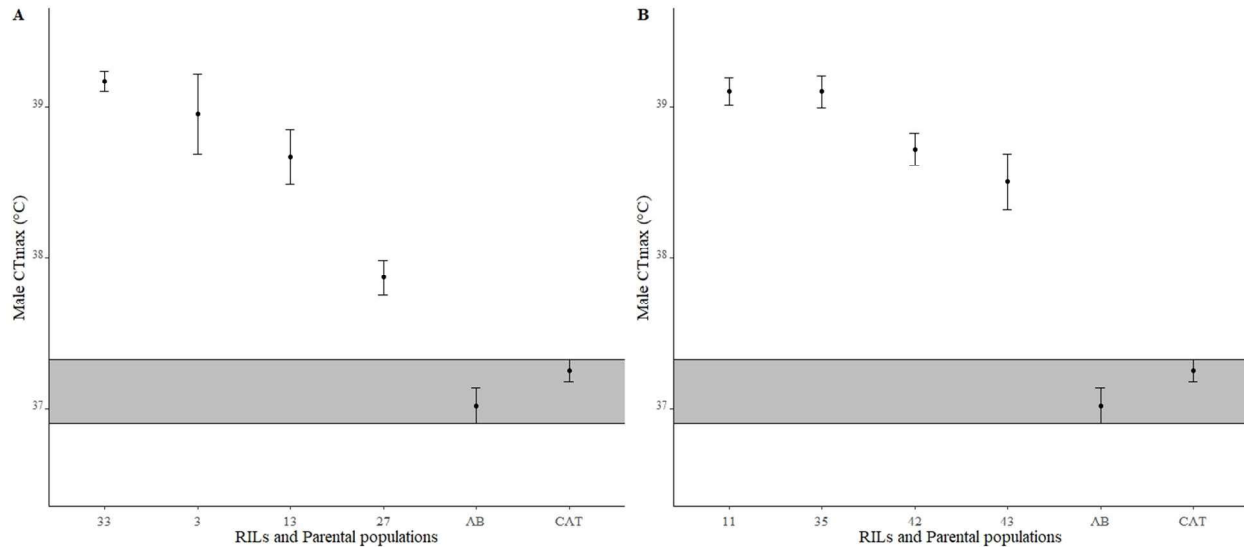 A
Male CTmax (°C)
39
38
37
33 3 13 27 AB CAT
RILs and Parental populations
B
Male CTmax (°C)
39
38
37
11 35 42 43 AB CAT
RILs and Parental populations